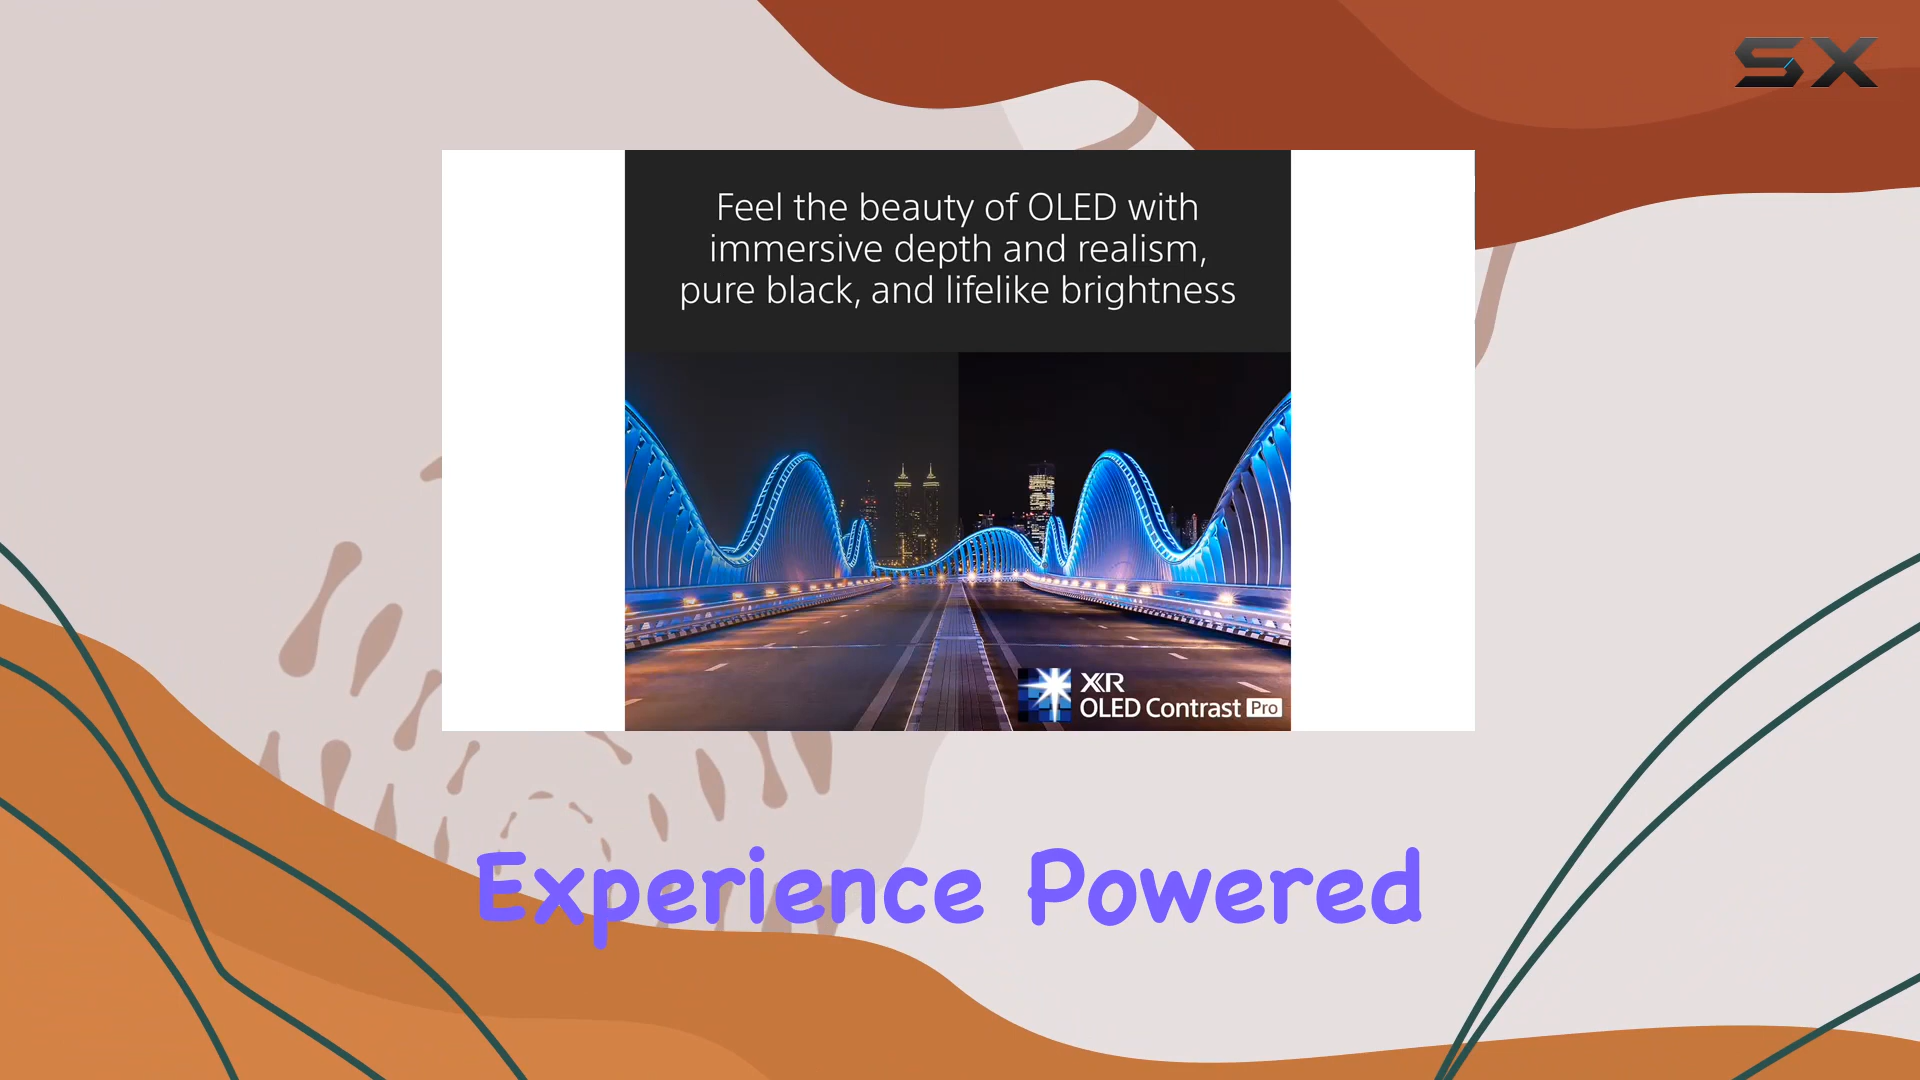 SX
Feel the beauty of OLED with
immersive depth and realism,
pure black, and lifelike brightness
XR
OLED Contrast Pro
Experience Powered